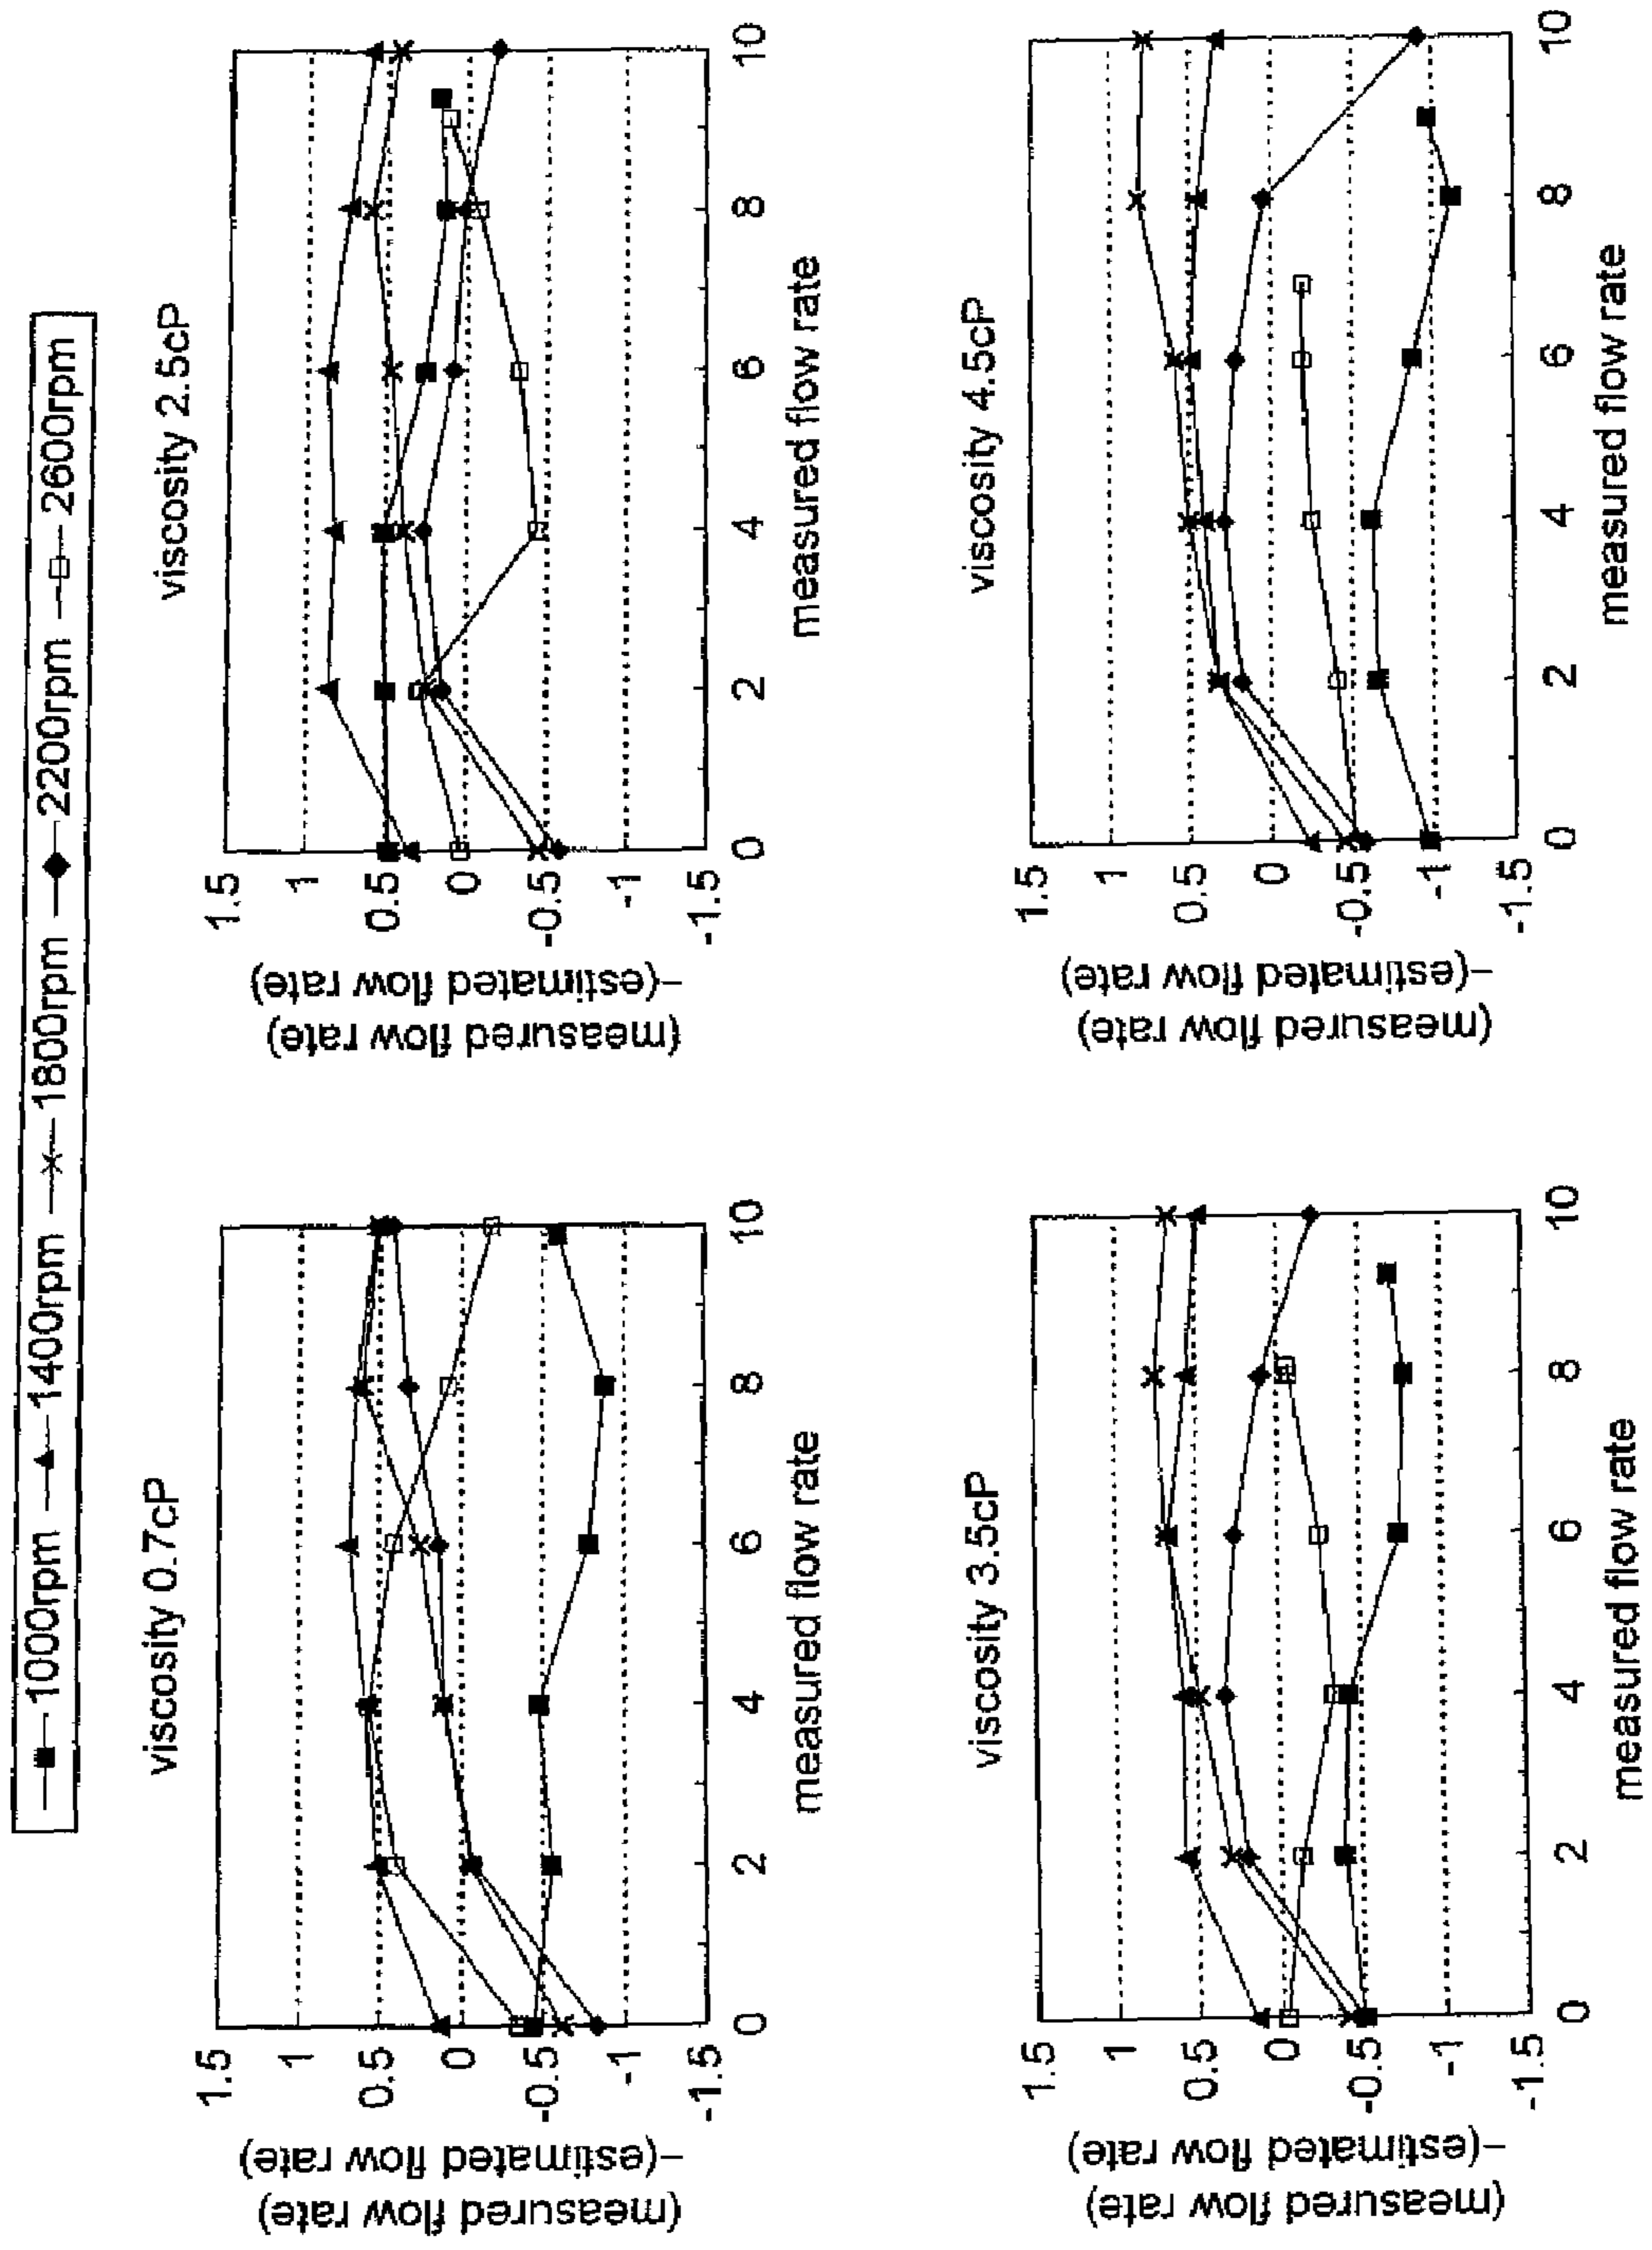 1000rpm 1400rpm 1800rpm 2200rpm 2600rpm
viscosity 0.7cP
(measured flow rate)
−(estimated flow rate)
1.5
1
0.5
0
-0.5
-1
-1.5
0 2 4 6 8 10
measured flow rate
viscosity 2.5cP
(measured flow rate)
−(estimated flow rate)
1.5
1
0.5
0
-0.5
-1
-1.5
0 2 4 6 8 10
measured flow rate
viscosity 3.5cP
(measured flow rate)
−(estimated flow rate)
1.5
1
0.5
0
-0.5
-1
-1.5
0 2 4 6 8 10
measured flow rate
viscosity 4.5cP
(measured flow rate)
−(estimated flow rate)
1.5
1
0.5
0
-0.5
-1
-1.5
0 2 4 6 8 10
measured flow rate